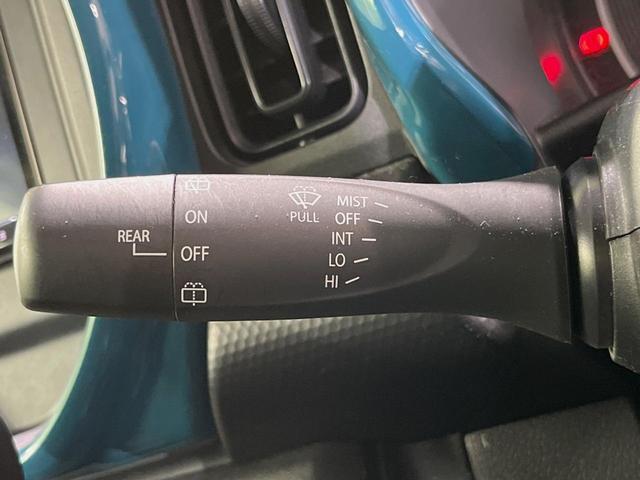 ON
REAR
OFF
PULL
MIST
OFF
INT
LO
HI